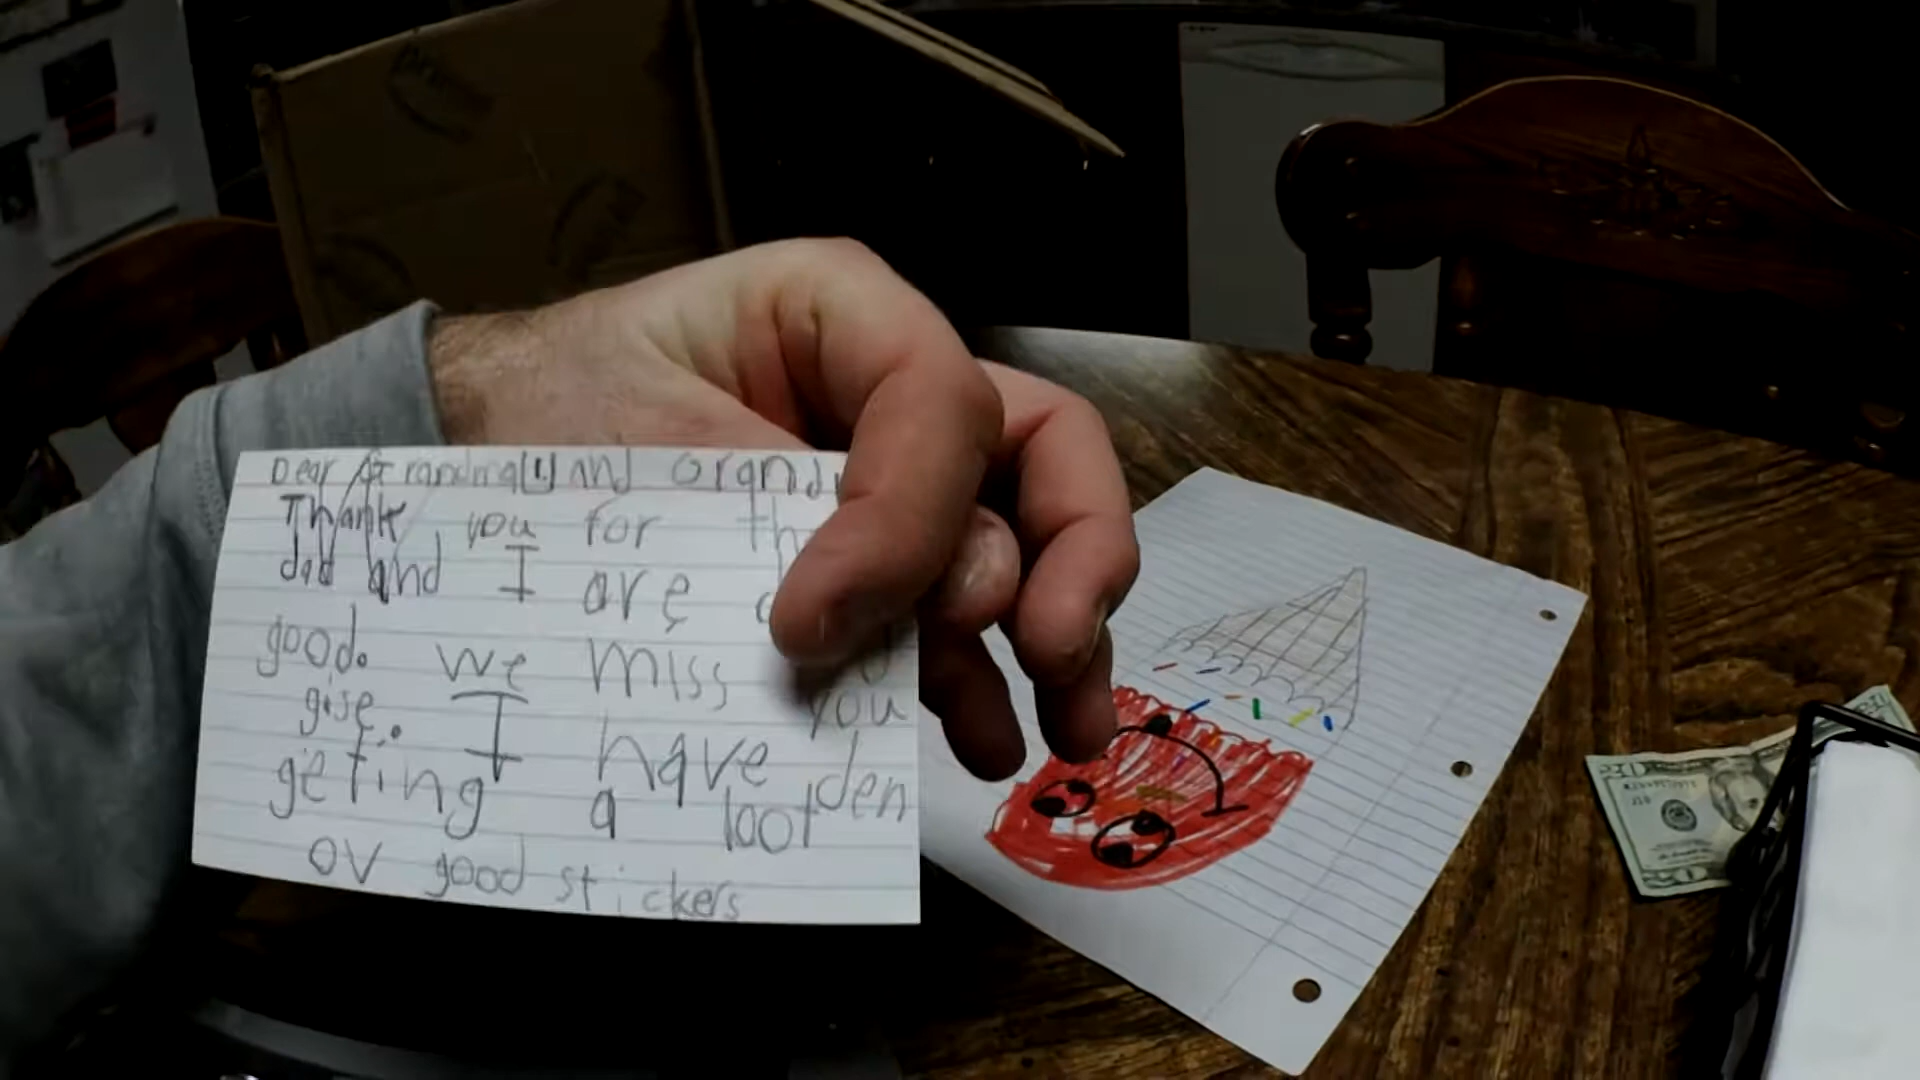 Dear Grandma and Grand
Thank you for th
dad and I are
good. we miss you
gise. I have den
geting a loot
ov good stickers